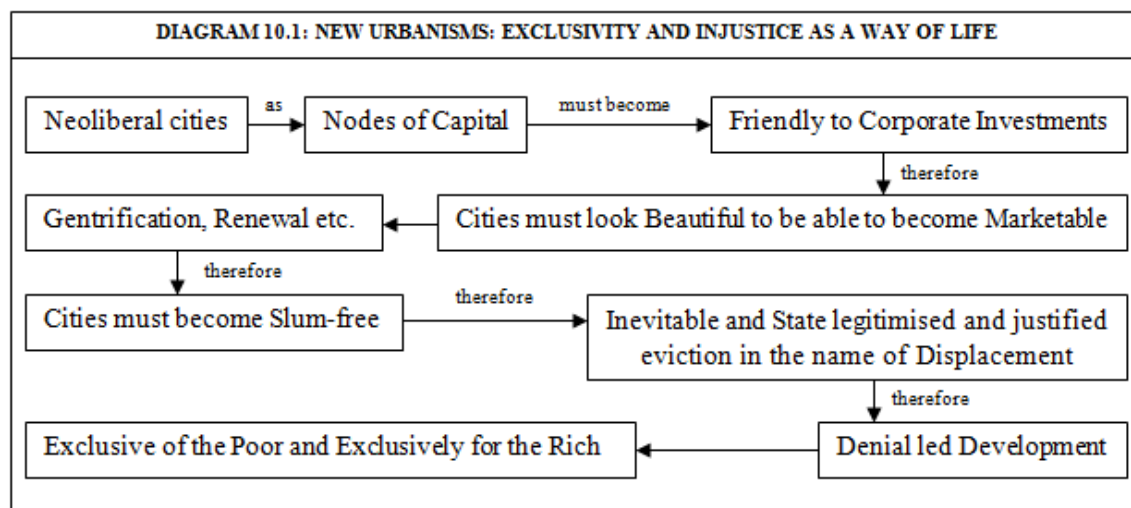 DIAGRAM 10.1: NEW URBANISMS: EXCLUSIVITY AND INJUSTICE AS A WAY OF LIFE
Neoliberal cities
as
Nodes of Capital
must become
Friendly to Corporate Investments
therefore
Cities must look Beautiful to be able to become Marketable
Gentrification, Renewal etc.
therefore
Cities must become Slum-free
therefore
Inevitable and State legitimised and justified
eviction in the name of Displacement
therefore
Denial led Development
Exclusive of the Poor and Exclusively for the Rich